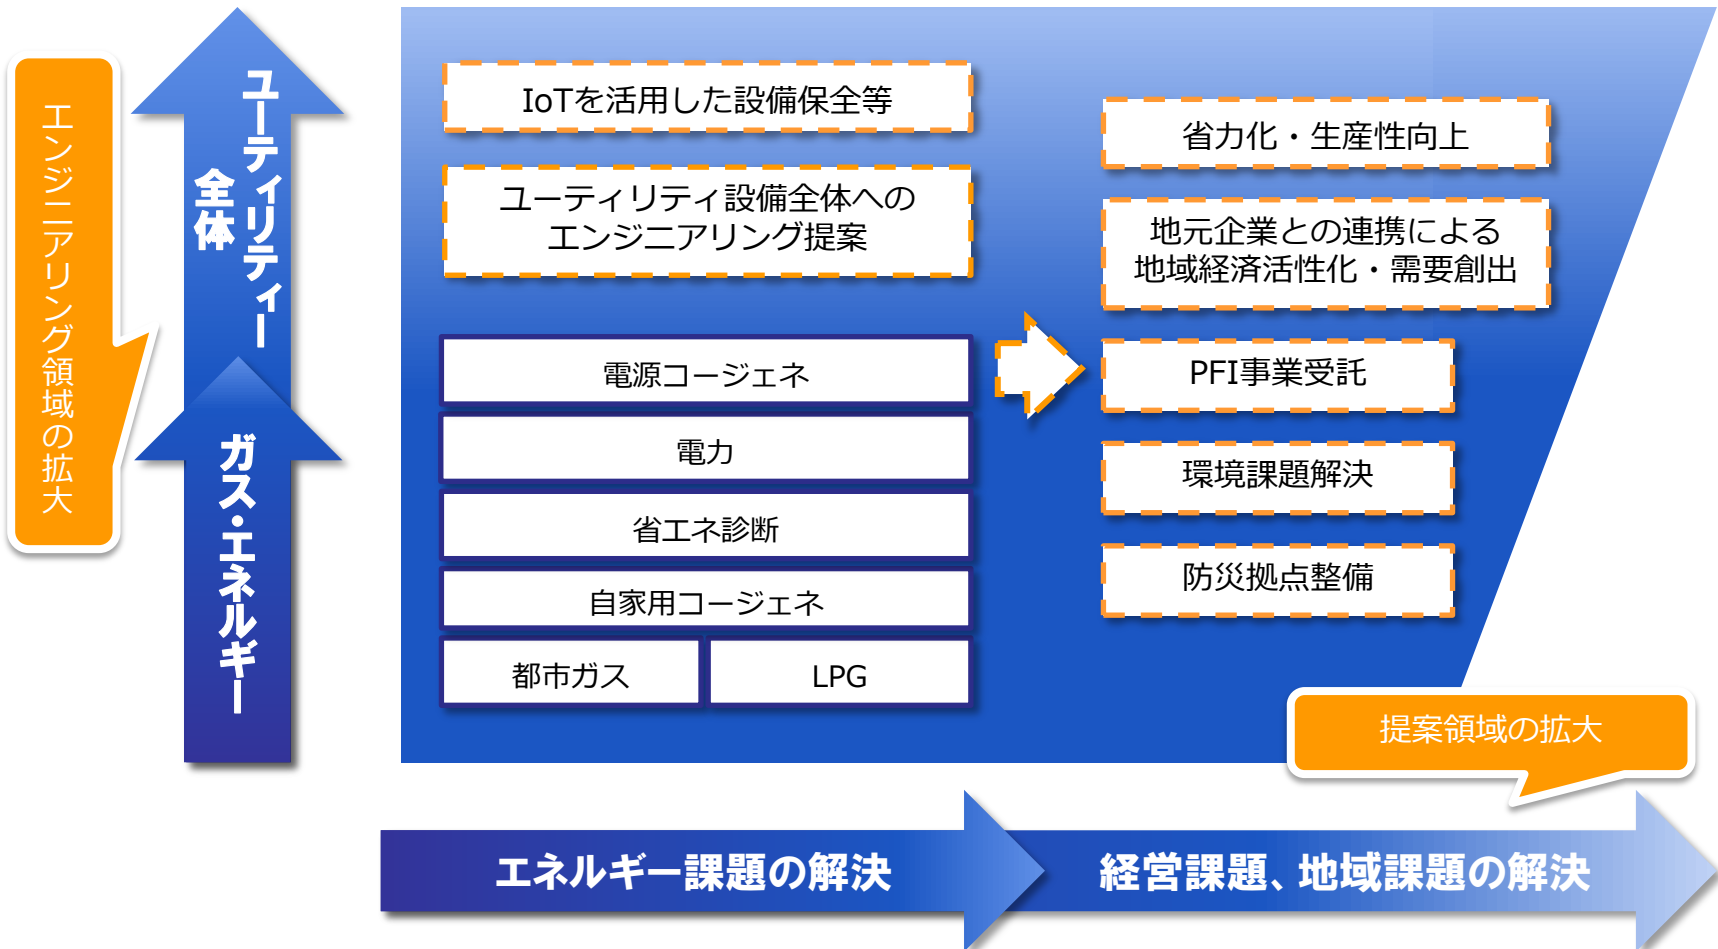 エンジニアリング領域の拡大
ユーティリティー
全体
ガス・エネルギー
IoTを活用した設備保全等
ユーティリティ設備全体への
エンジニアリング提案
電源コージェネ
電力
省エネ診断
自家用コージェネ
都市ガス
LPG
省力化・生産性向上
地元企業との連携による
地域経済活性化・需要創出
PFI事業受託
環境課題解決
防災拠点整備
提案領域の拡大
エネルギー課題の解決
経営課題、地域課題の解決